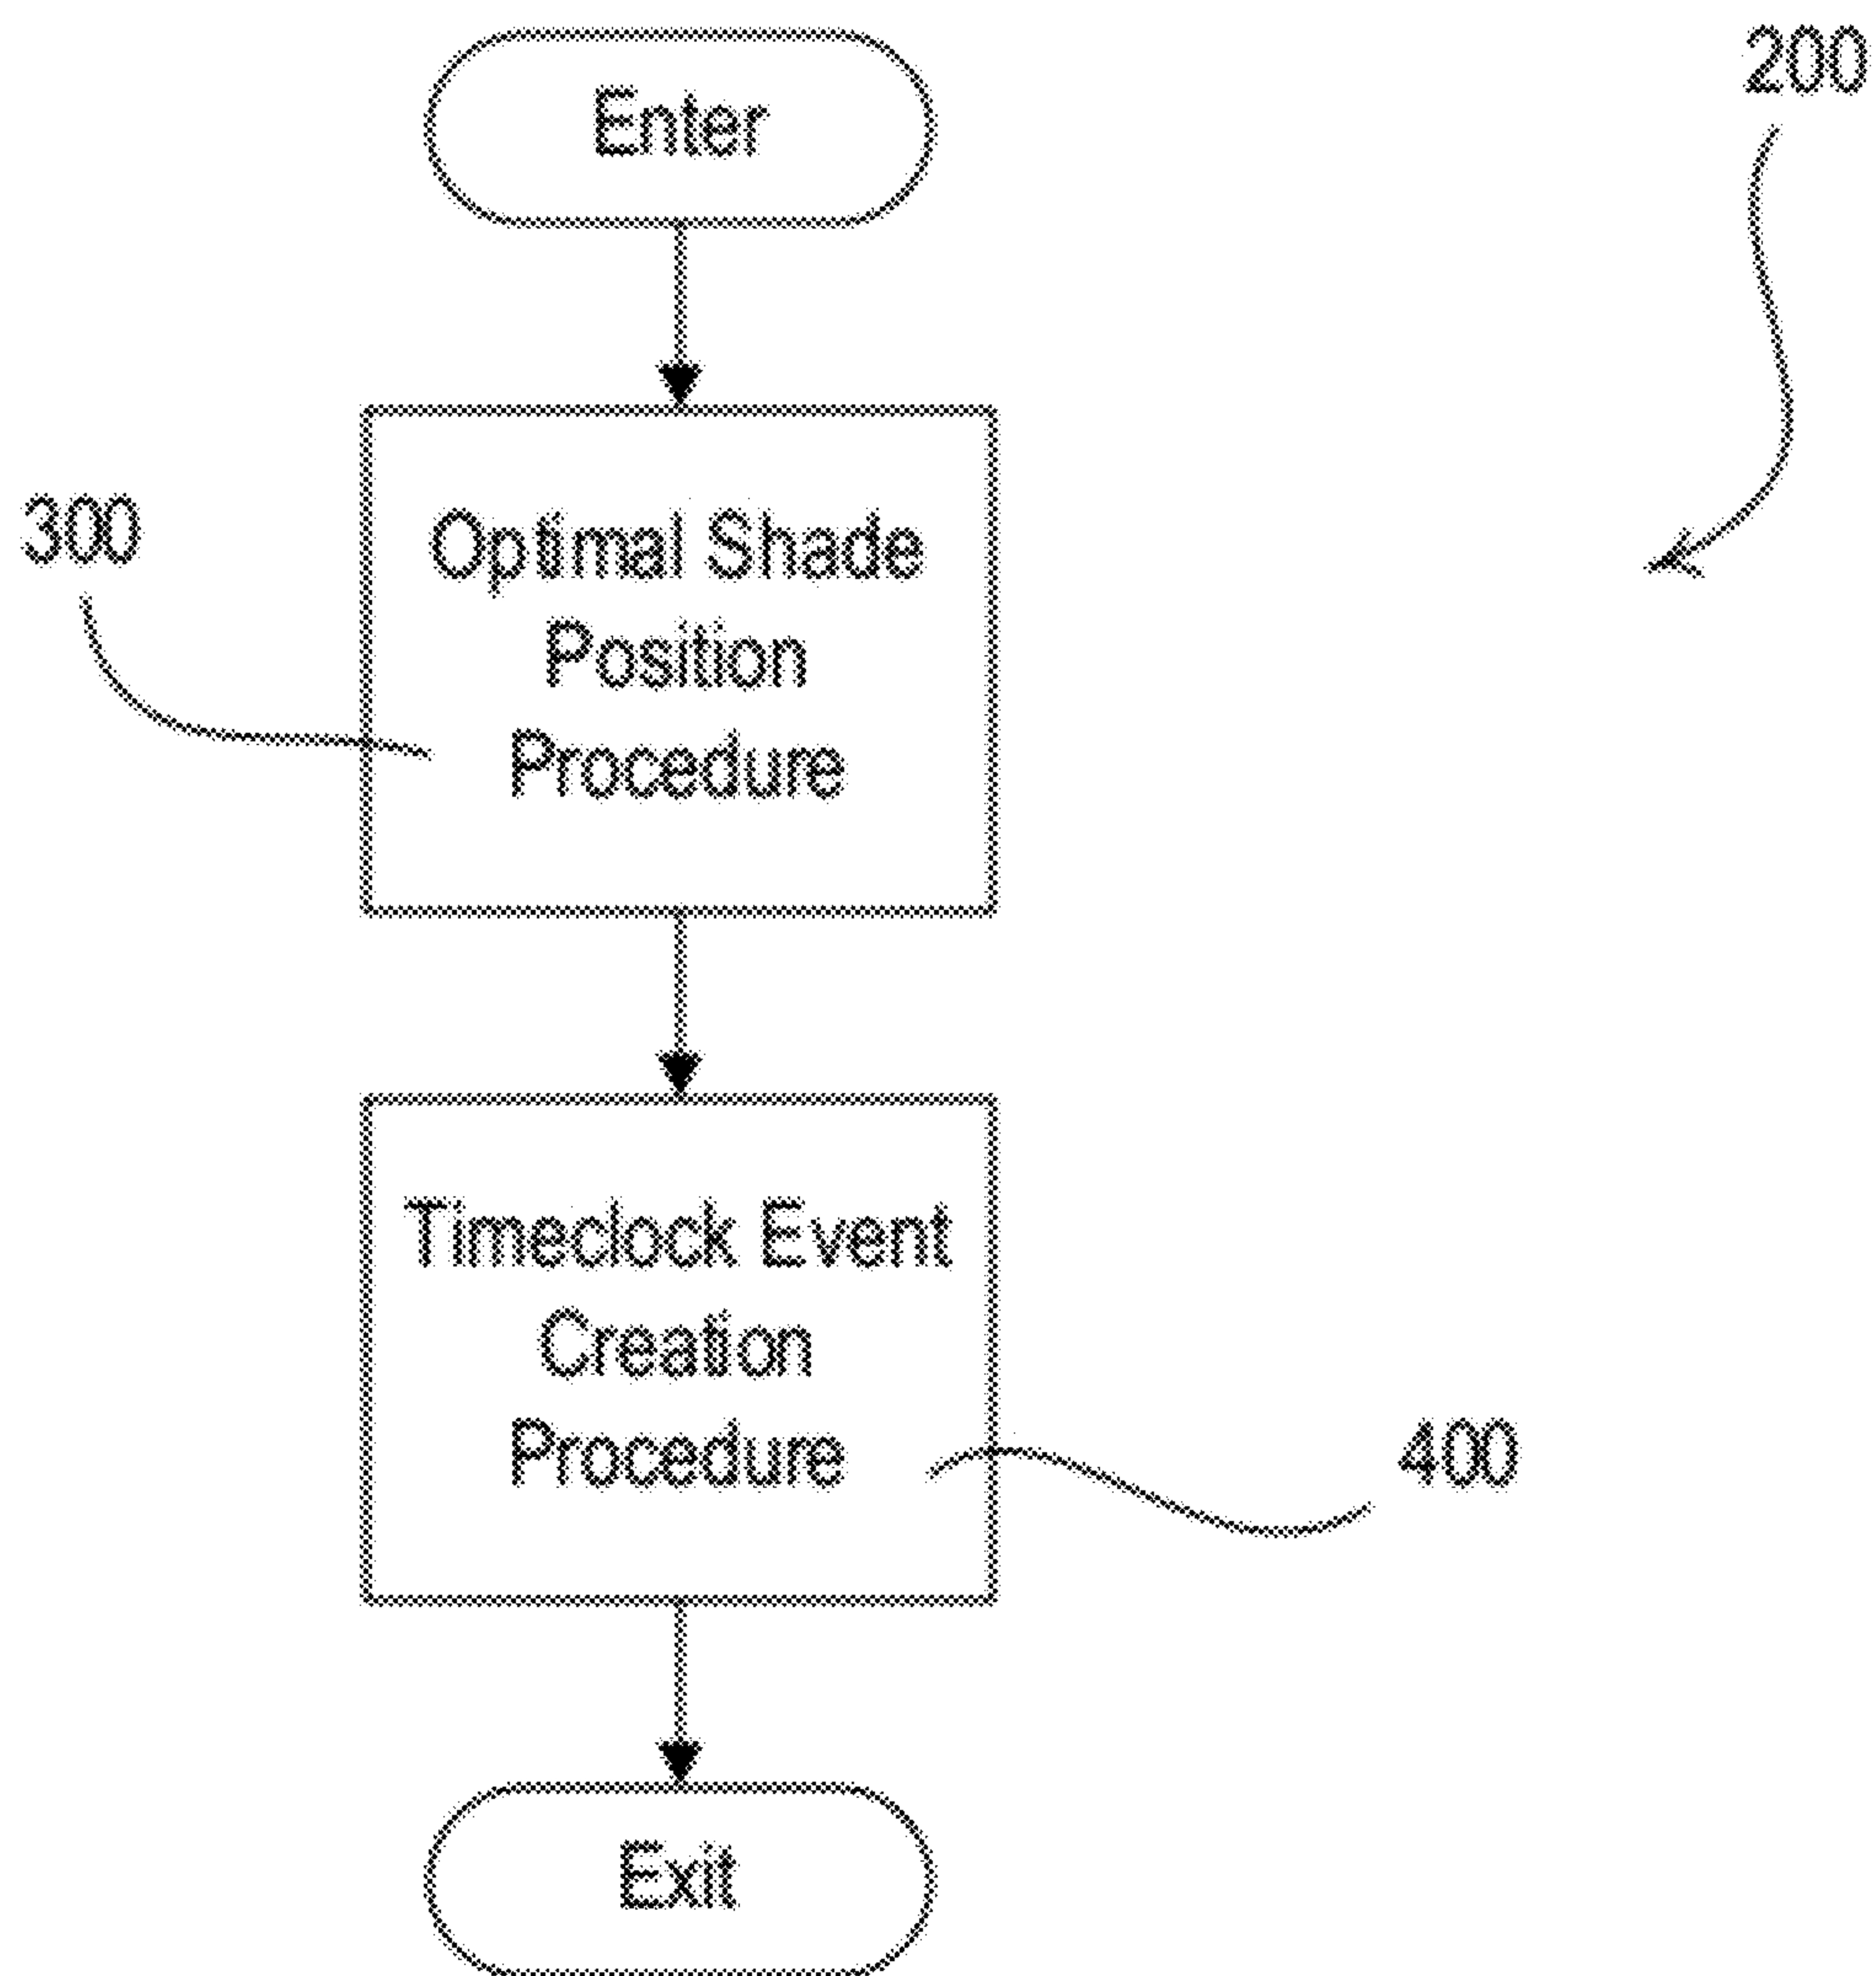 Enter
200
300
Optimal Shade
Position
Procedure
Timeclock Event
Creation
Procedure
400
Exit